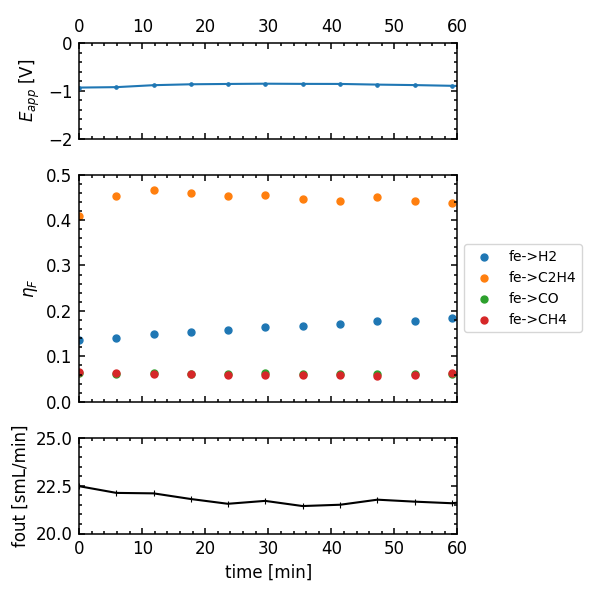 0 10 20 30 40 50 60
0
−1
−2
E_app [V]
0.5
0.4
0.3
0.2
0.1
0.0
η_F
fe->H2
fe->C2H4
fe->CO
fe->CH4
25.0
22.5
20.0
fout [smL/min]
0 10 20 30 40 50 60
time [min]